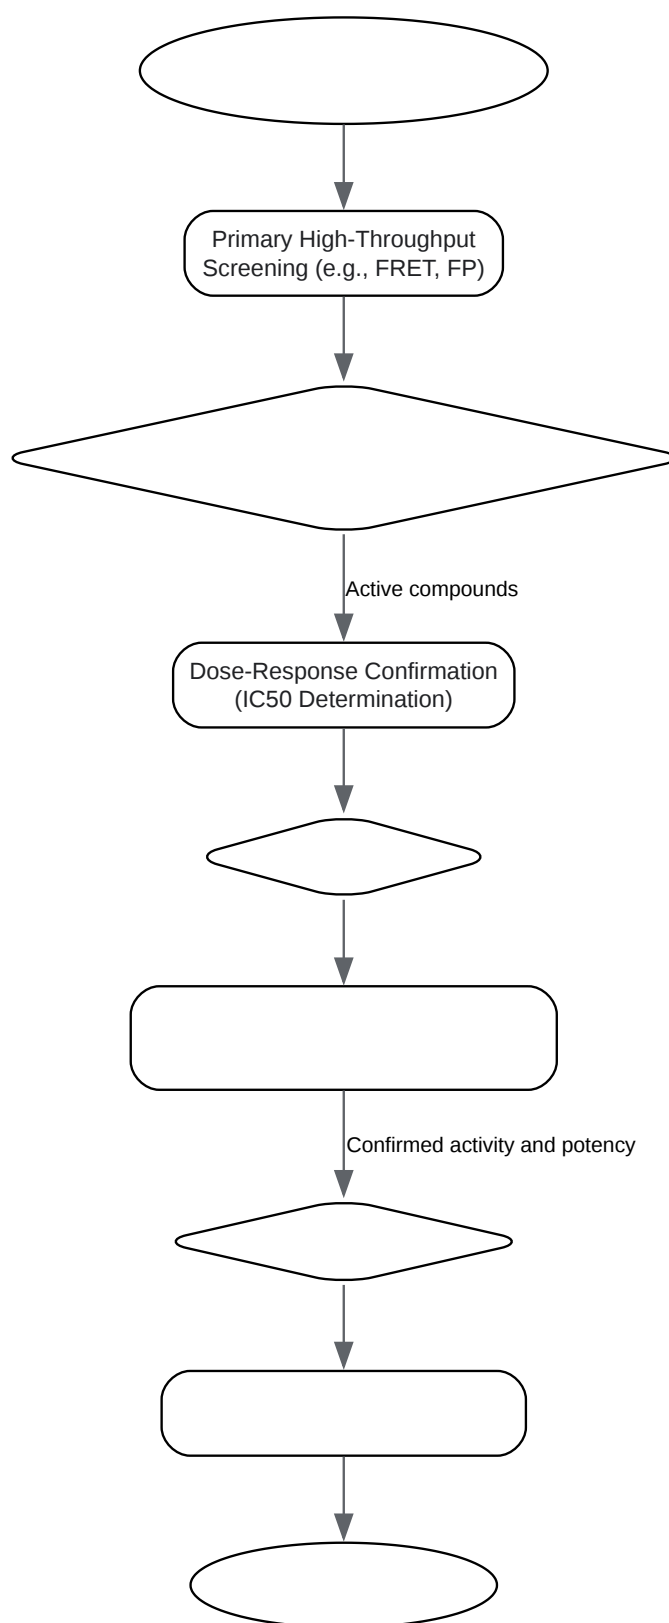 Primary High-Throughput
Screening (e.g., FRET, FP)
Active compounds
Dose-Response Confirmation
(IC50 Determination)
Confirmed activity and potency